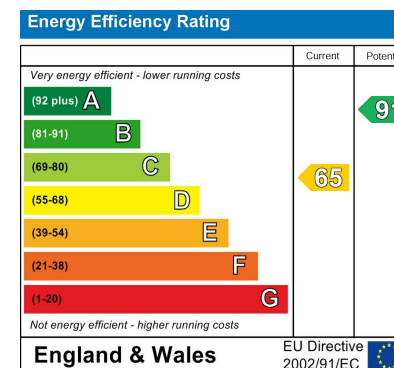 Energy Efficiency Rating
Current
Potent
Very energy efficient - lower running costs
(92 plus) A
(81-91) B
(69-80) C
(55-68) D
(39-54) E
(21-38) F
(1-20) G
65
91
Not energy efficient - higher running costs
England & Wales
EU Directive
2002/91/EC